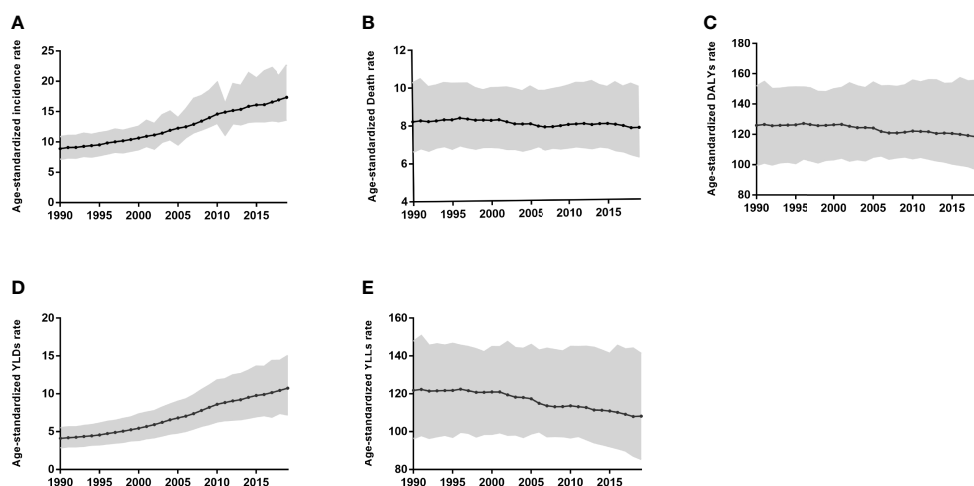 A
Age-standardized incidence rate
25
20
15
10
5
0
1990 1995 2000 2005 2010 2015
B
Age-standardized Death rate
12
10
8
6
4
1990 1995 2000 2005 2010 2015
C
Age-standardized DALYs rate
180
160
140
120
100
80
1990 1995 2000 2005 2010 2015
D
Age-standardized YLDs rate
20
15
10
5
0
1990 1995 2000 2005 2010 2015
E
Age-standardized YLLs rate
160
140
120
100
80
1990 1995 2000 2005 2010 2015